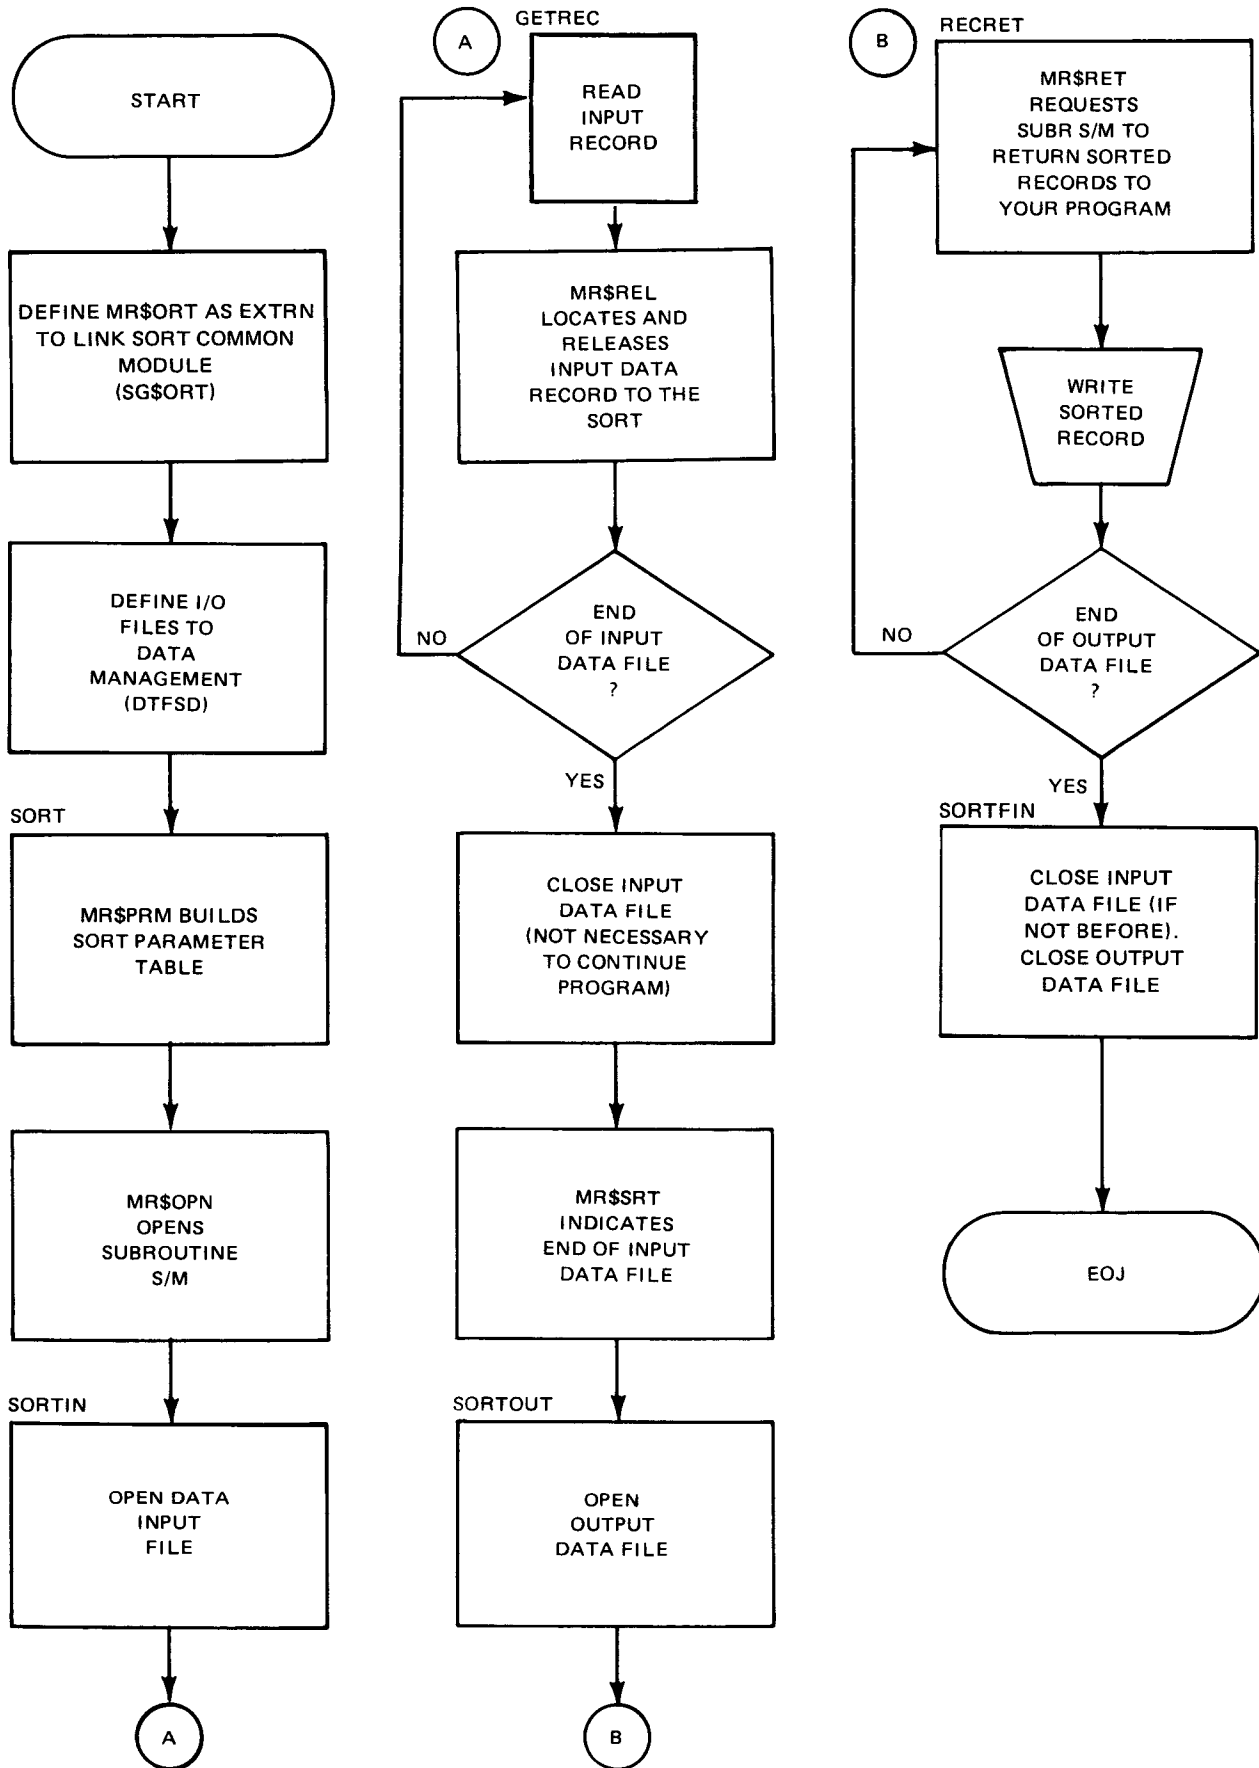 START
DEFINE MR$ORT AS EXTRN
TO LINK SORT COMMON
MODULE
(SG$ORT)
DEFINE I/O
FILES TO
DATA
MANAGEMENT
(DTFSD)
SORT
MR$PRM BUILDS
SORT PARAMETER
TABLE
MR$OPN
OPENS
SUBROUTINE
S/M
SORTIN
OPEN DATA
INPUT
FILE
A
A
GETREC
READ
INPUT
RECORD
MR$REL
LOCATES AND
RELEASES
INPUT DATA
RECORD TO THE
SORT
END
OF INPUT
DATA FILE
?
NO
YES
CLOSE INPUT
DATA FILE
(NOT NECESSARY
TO CONTINUE
PROGRAM)
MR$SRT
INDICATES
END OF INPUT
DATA FILE
SORTOUT
OPEN
OUTPUT
DATA FILE
B
B
RECRET
MR$RET
REQUESTS
SUBR S/M TO
RETURN SORTED
RECORDS TO
YOUR PROGRAM
WRITE
SORTED
RECORD
END
OF OUTPUT
DATA FILE
?
NO
YES
SORTFIN
CLOSE INPUT
DATA FILE (IF
NOT BEFORE).
CLOSE OUTPUT
DATA FILE
EOJ